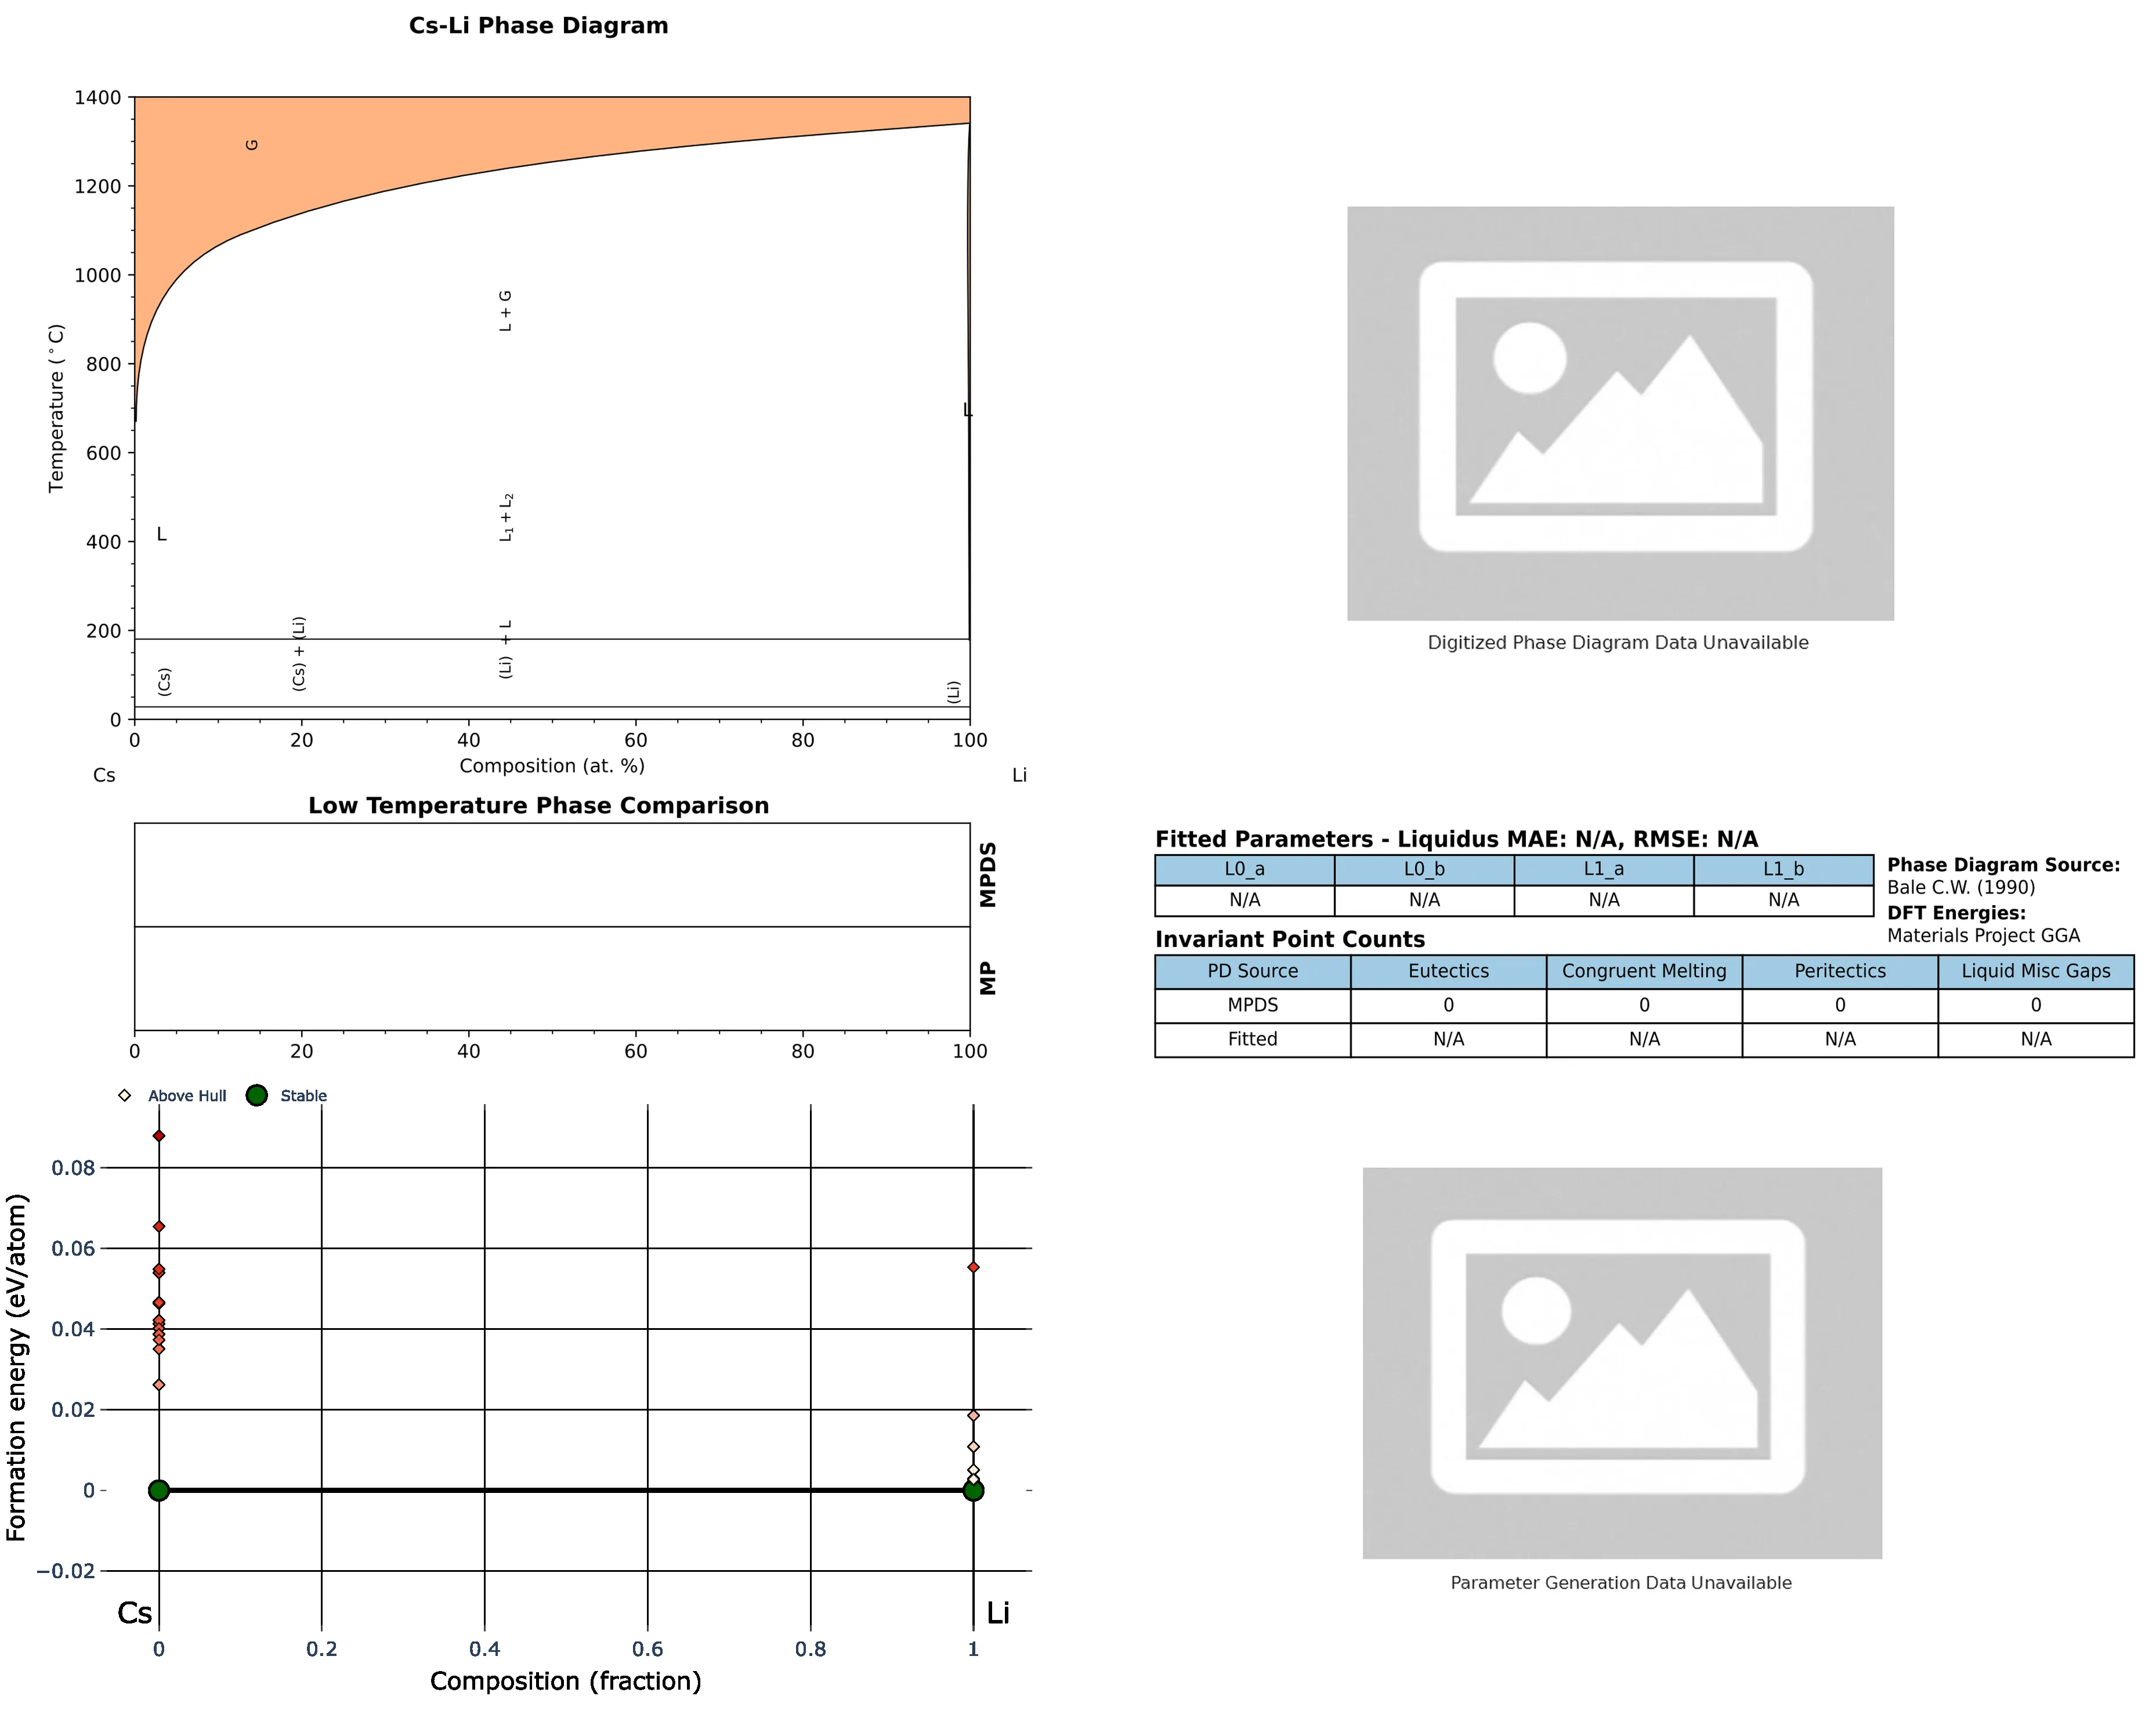 Cs-Li Phase Diagram
1400
1200
1000
800
600
400
200
0
Temperature (°C)
G
L + G
L
L₁ + L₂
L
(Cs)
(Cs) + (Li)
(Li) + L
(Li)
0 20 40 60 80 100
Composition (at. %)
Cs Li
Digitized Phase Diagram Data Unavailable
Low Temperature Phase Comparison
MPDS
MP
0 20 40 60 80 100
Fitted Parameters - Liquidus MAE: N/A, RMSE: N/A
L0_a L0_b L1_a L1_b
N/A N/A N/A N/A
Phase Diagram Source:
Bale C.W. (1990)
DFT Energies:
Materials Project GGA
Invariant Point Counts
PD Source Eutectics Congruent Melting Peritectics Liquid Misc Gaps
MPDS 0 0 0 0
Fitted N/A N/A N/A N/A
Above Hull Stable
0.08
0.06
0.04
0.02
0
−0.02
Formation energy (eV/atom)
Cs Li
0 0.2 0.4 0.6 0.8 1
Composition (fraction)
Parameter Generation Data Unavailable